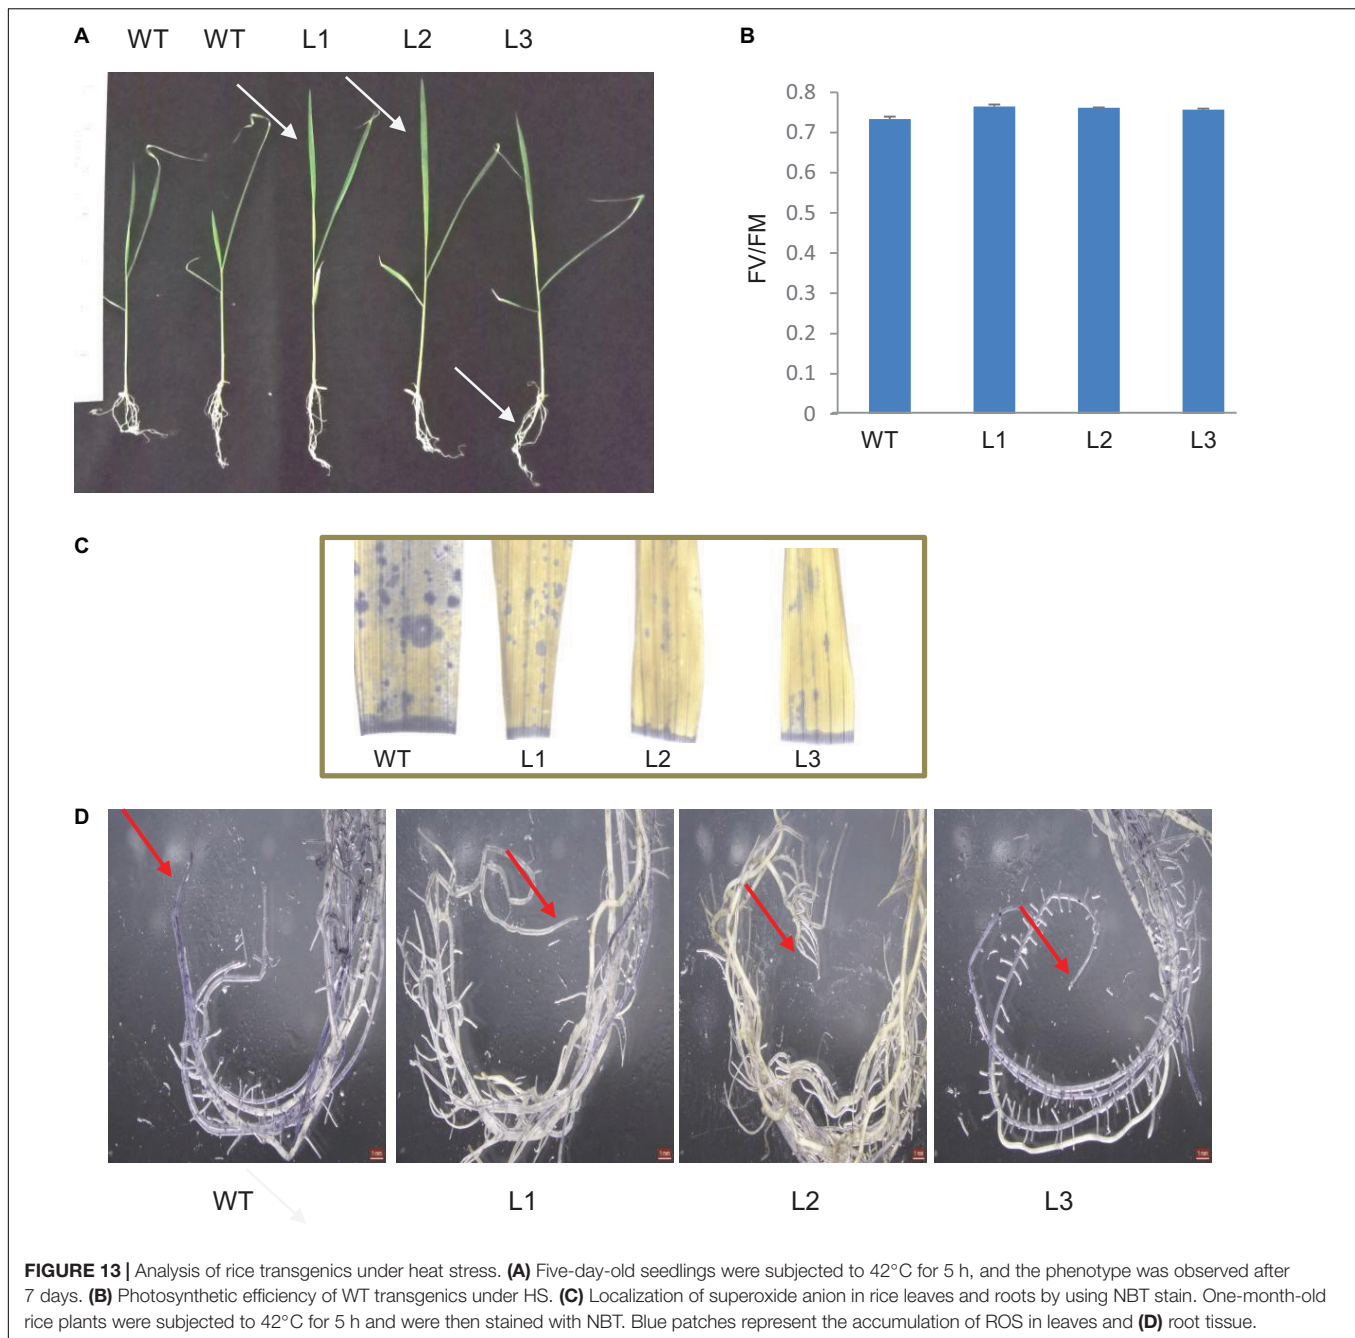 A WT WT L1 L2 L3
B
0.8
0.7
0.6
0.5
0.4
0.3
0.2
0.1
0
FV/FM
WT L1 L2 L3
C
WT L1 L2 L3
D
WT L1 L2 L3
FIGURE 13 | Analysis of rice transgenics under heat stress. (A) Five-day-old seedlings were subjected to 42°C for 5 h, and the phenotype was observed after
7 days. (B) Photosynthetic efficiency of WT transgenics under HS. (C) Localization of superoxide anion in rice leaves and roots by using NBT stain. One-month-old
rice plants were subjected to 42°C for 5 h and were then stained with NBT. Blue patches represent the accumulation of ROS in leaves and (D) root tissue.